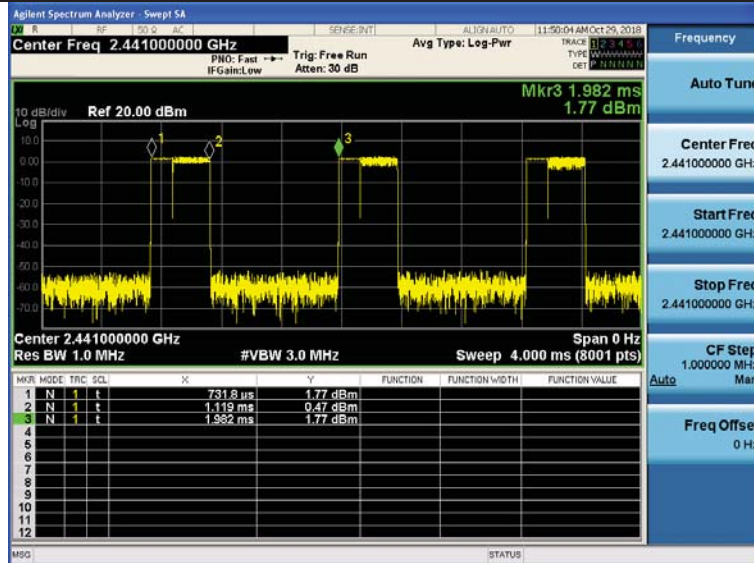 Agilent Spectrum Analyzer - Swept SA
LXI R RF 50 Ω AC SENSE:INT ALIGNAUTO 11:50:04 AM Oct 29, 2018
Center Freq 2.441000000 GHz
PNO: Fast
IFGain:Low
Trig: Free Run
Atten: 30 dB
Avg Type: Log-Pwr
TRACE 1 2 3 4 5 6
TYPE WWWWWW
DET P N N N N N
Mkr3 1.982 ms
1.77 dBm
10 dB/div Ref 20.00 dBm
Log
10.0
0.00
-10.0
-20.0
-30.0
-40.0
-50.0
-60.0
-70.0
1
2
3
Center 2.441000000 GHz
Span 0 Hz
Res BW 1.0 MHz #VBW 3.0 MHz Sweep 4.000 ms (8001 pts)
MKR MODE TRC SCL X Y FUNCTION FUNCTION WIDTH FUNCTION VALUE
1 N 1 t 731.8 µs 1.77 dBm
2 N 1 t 1.119 ms 0.47 dBm
3 N 1 t 1.982 ms 1.77 dBm
4
5
6
7
8
9
10
11
12
MSG STATUS
Frequency
Auto Tune
Center Freq
2.441000000 GHz
Start Freq
2.441000000 GHz
Stop Freq
2.441000000 GHz
CF Step
1.000000 MHz
Auto Man
Freq Offset
0 Hz